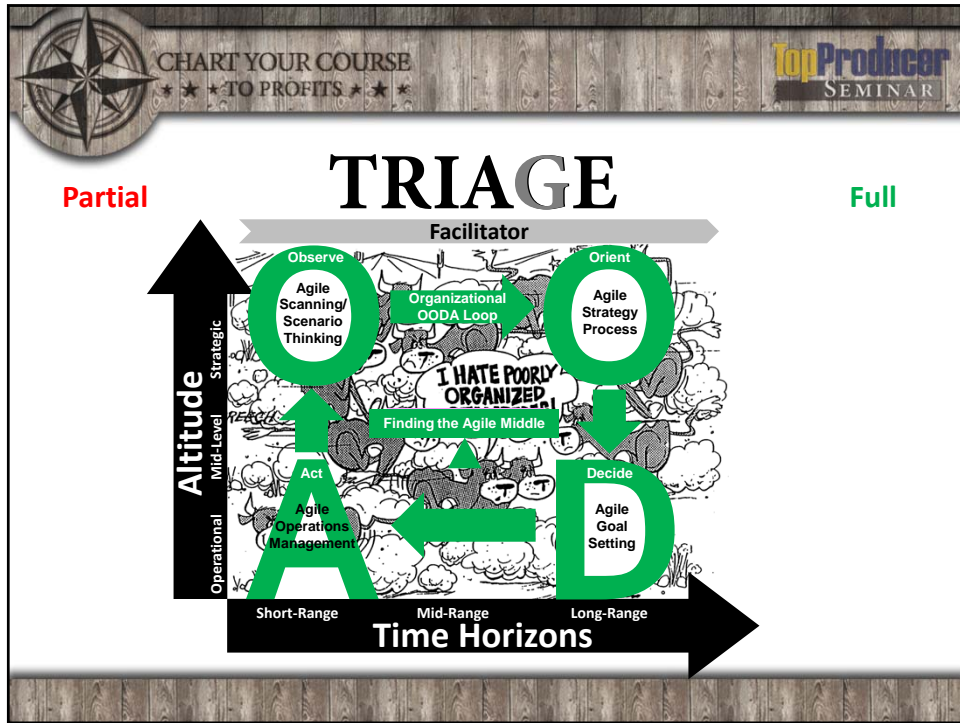 CHART YOUR COURSE
TO PROFITS
TopProducer
SEMINAR
TRIAGE
Partial
Full
Facilitator
Observe
Agile
Scanning/
Scenario
Thinking
Organizational
OODA Loop
Orient
Agile
Strategy
Process
I HATE POORLY
ORGANIZED
Finding the Agile Middle
Act
Agile
Operations
Management
Decide
Agile
Goal
Setting
Altitude
Strategic
Mid-Level
Operational
Short-Range
Mid-Range
Long-Range
Time Horizons